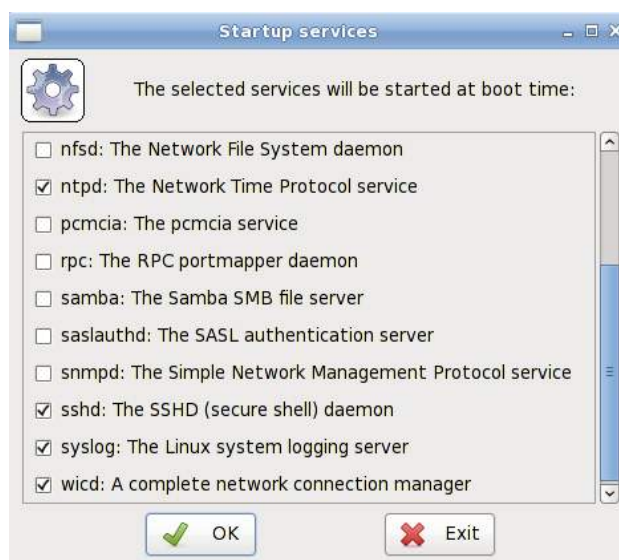 Startup services
The selected services will be started at boot time:
nfsd: The Network File System daemon
ntpd: The Network Time Protocol service
pcmcia: The pcmcia service
rpc: The RPC portmapper daemon
samba: The Samba SMB file server
saslauthd: The SASL authentication server
snmpd: The Simple Network Management Protocol service
sshd: The SSHD (secure shell) daemon
syslog: The Linux system logging server
wicd: A complete network connection manager
OK Exit